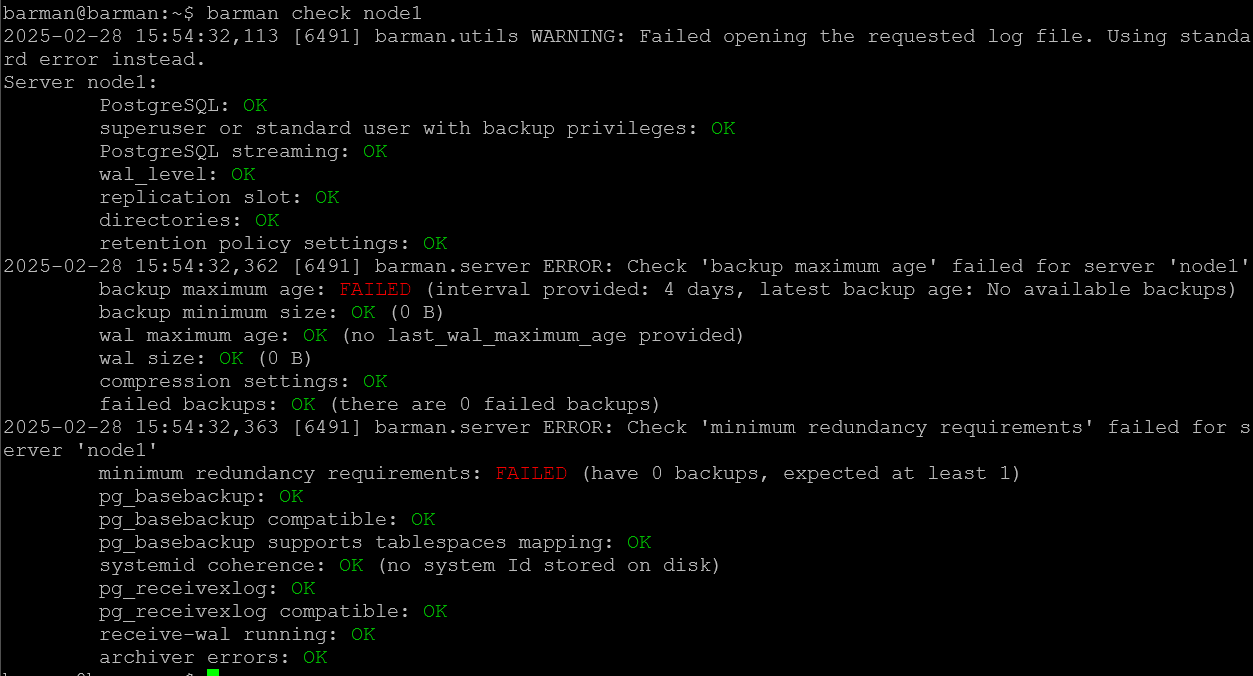 barman@barman:~$ barman check node1
2025-02-28 15:54:32,113 [6491] barman.utils WARNING: Failed opening the requested log file. Using standa
rd error instead.
Server node1:
        PostgreSQL: OK
        superuser or standard user with backup privileges: OK
        PostgreSQL streaming: OK
        wal_level: OK
        replication slot: OK
        directories: OK
        retention policy settings: OK
2025-02-28 15:54:32,362 [6491] barman.server ERROR: Check 'backup maximum age' failed for server 'node1'
        backup maximum age: FAILED (interval provided: 4 days, latest backup age: No available backups)
        backup minimum size: OK (0 B)
        wal maximum age: OK (no last_wal_maximum_age provided)
        wal size: OK (0 B)
        compression settings: OK
        failed backups: OK (there are 0 failed backups)
2025-02-28 15:54:32,363 [6491] barman.server ERROR: Check 'minimum redundancy requirements' failed for s
erver 'node1'
        minimum redundancy requirements: FAILED (have 0 backups, expected at least 1)
        pg_basebackup: OK
        pg_basebackup compatible: OK
        pg_basebackup supports tablespaces mapping: OK
        systemid coherence: OK (no system Id stored on disk)
        pg_receivexlog: OK
        pg_receivexlog compatible: OK
        receive-wal running: OK
        archiver errors: OK